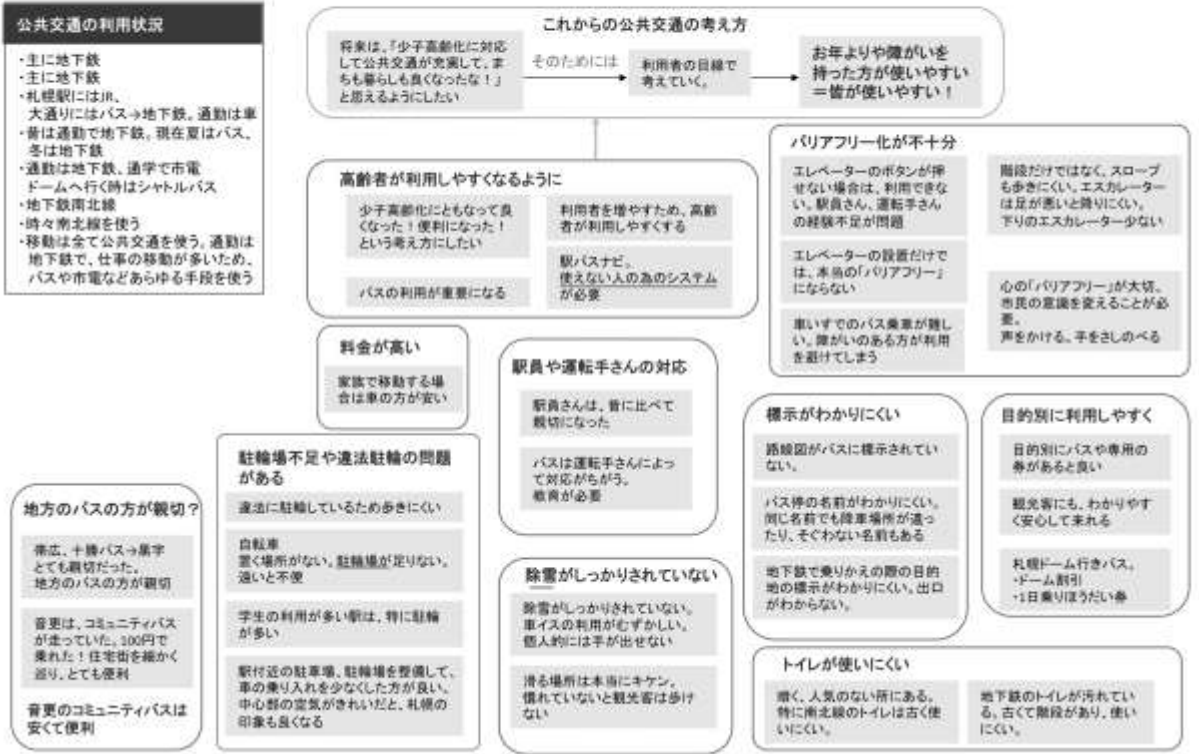 公共交通の利用状況
・主に地下鉄
・主に地下鉄
・札幌駅にはJR、
大通りにはバス→地下鉄。通勤は車
・昔は通勤で地下鉄。現在夏はバス、
冬は地下鉄
・通勤は地下鉄、通学で市電
ドームへ行く時はシャトルバス
・地下鉄南北線
・時々南北線を使う
・移動は全て公共交通を使う。通勤は
地下鉄で、仕事の移動が多いため、
バスや市電などあらゆる手段を使う
これからの公共交通の考え方
将来は、「少子高齢化に対応
して公共交通が充実して、ま
ちも暮らしも良くなったな！」
と思えるようにしたい
そのためには
利用者の目線で
考えていく。
お年よりや障がいを
持った方が使いやすい
＝皆が使いやすい！
高齢者が利用しやすくなるように
少子高齢化にともなって良
くなった！便利になった！
という考え方にしたい
バスの利用が重要になる
利用者を増やすため、高齢
者が利用しやすくする
駅バスナビ。
使えない人の為のシステム
が必要
バリアフリー化が不十分
エレベーターのボタンが押
せない場合は、利用できな
い。駅員さん、運転手さん
の経験不足が問題
エレベーターの設置だけで
は、本当の「バリアフリー」
にならない
車いすでのバス乗車が難し
い。障がいのある方が利用
を避けてしまう
階段だけではなく、スロープ
も歩きにくい。エスカレーター
は足が悪いと降りにくい。
下りのエスカレーター少ない
心の「バリアフリー」が大切。
市民の意識を変えることが必
要。
声をかける、手をさしのべる
料金が高い
家族で移動する場
合は車の方が安い
駅員や運転手さんの対応
駅員さんは、昔に比べて
親切になった
バスは運転手さんによっ
て対応がちがう。
教育が必要
標示がわかりにくい
路線図がバスに標示されてい
ない。
バス停の名前がわかりにくい。
同じ名前でも降車場所が違っ
たり、そぐわない名前もある
地下鉄で乗りかえの際の目的
地の標示がわかりにくい。出口
がわからない。
目的別に利用しやすく
目的別にバスや専用の
券があると良い
観光客にも、わかりやす
く安心して来れる
札幌ドーム行きバス。
・ドーム割引
・1日乗りほうだい券
駐輪場不足や違法駐輪の問題
がある
違法に駐輪しているため歩きにくい
自転車
置く場所がない。駐輪場が足りない。
遠いと不便
学生の利用が多い駅は、特に駐輪
が多い
駅付近の駐車場、駐輪場を整備して、
車の乗り入れを少なくした方が良い。
中心部の空気がきれいだと、札幌の
印象も良くなる
地方のバスの方が親切？
帯広、十勝バス→黒字
とても親切だった。
地方のバスの方が親切
音更は、コミュニティバス
が走っていた。100円で
乗れた！住宅街を細かく
巡り、とても便利
音更のコミュニティバスは
安くて便利
除雪がしっかりされていない
除雪がしっかりされていない。
車イスの利用がむずかしい。
個人的には手が出せない
滑る場所は本当にキケン。
慣れていないと観光客は歩け
ない
トイレが使いにくい
暗く、人気のない所にある。
特に南北線のトイレは古く使
いにくい。
地下鉄のトイレが汚れてい
る。古くて階段があり、使い
にくい。